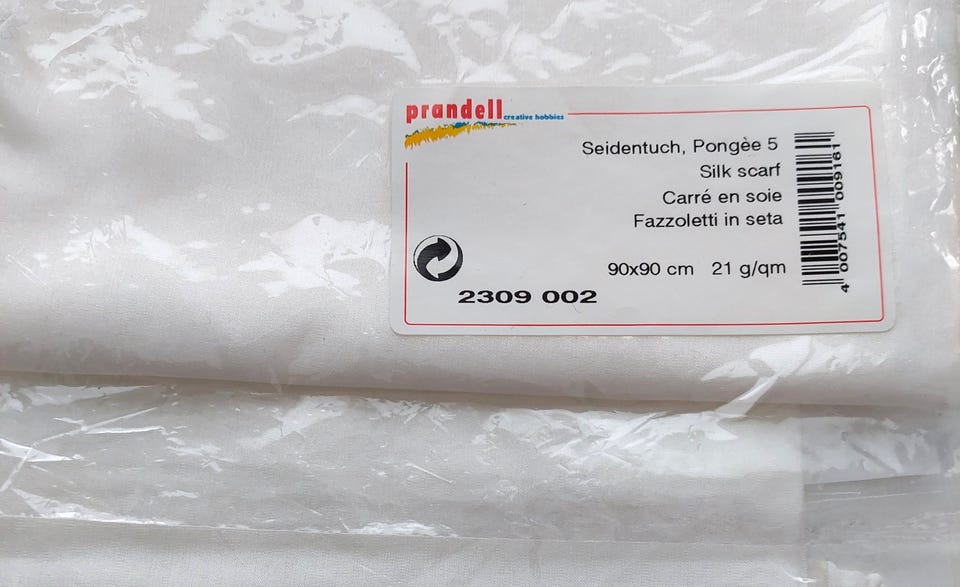 prandell creative hobbies
Seidentuch, Pongèe 5
Silk scarf
Carré en soie
Fazzoletti in seta
90x90 cm 21 g/qm
2309 002
4 007541 009161